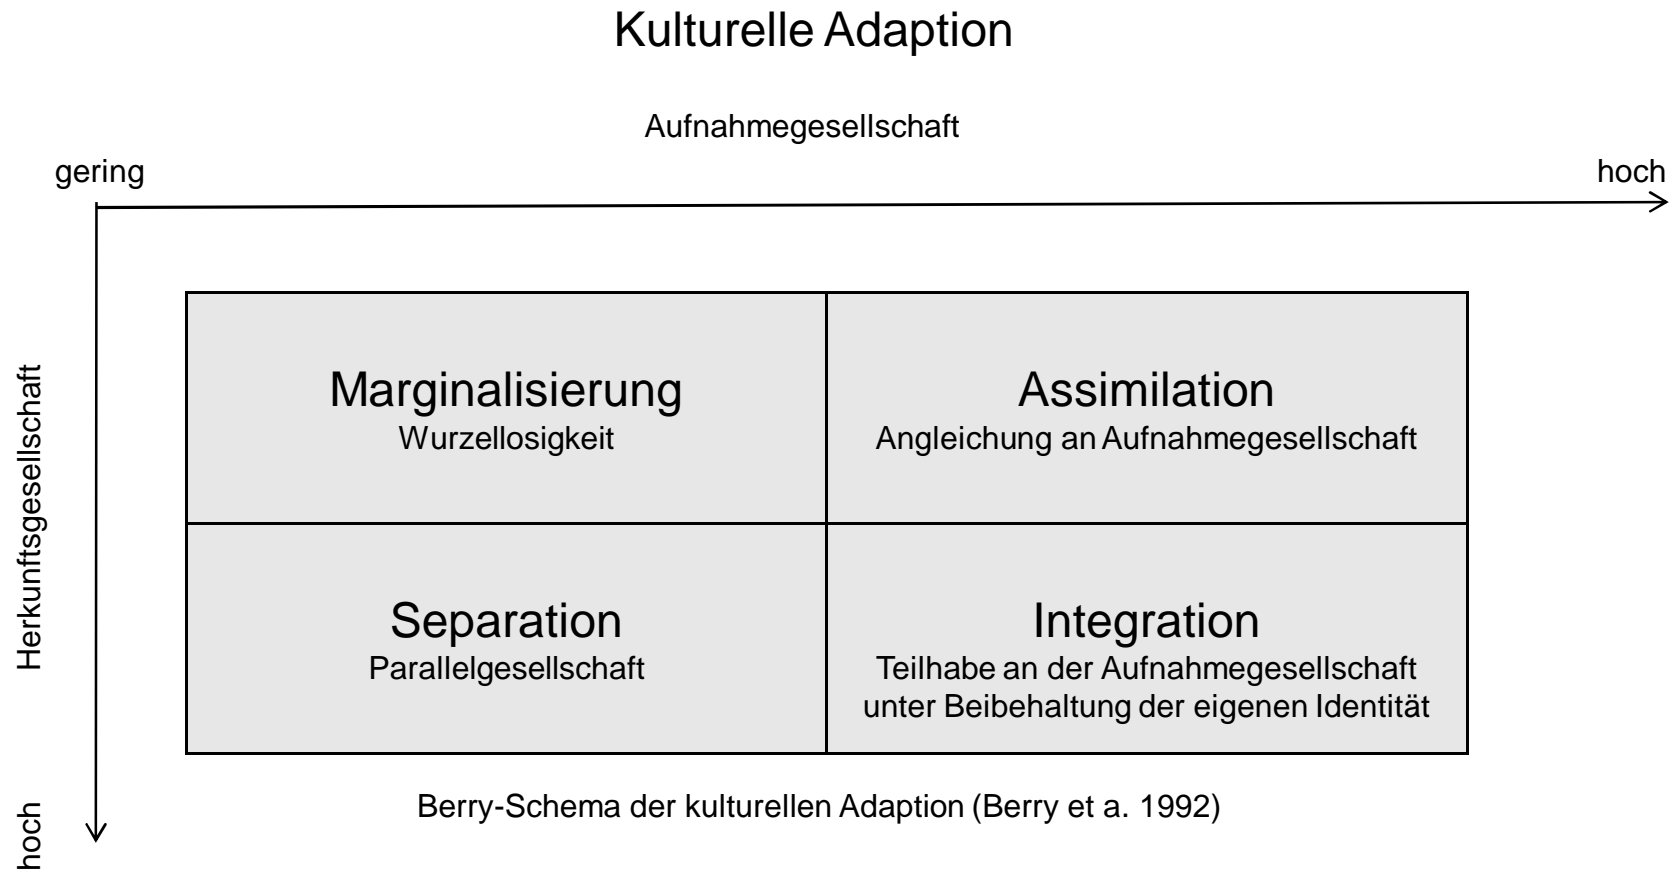 Kulturelle Adaption
Aufnahmegesellschaft
gering
hoch
Herkunftsgesellschaft
hoch
Marginalisierung
Wurzellosigkeit
Assimilation
Angleichung an Aufnahmegesellschaft
Separation
Parallelgesellschaft
Integration
Teilhabe an der Aufnahmegesellschaft
unter Beibehaltung der eigenen Identität
Berry-Schema der kulturellen Adaption (Berry et a. 1992)